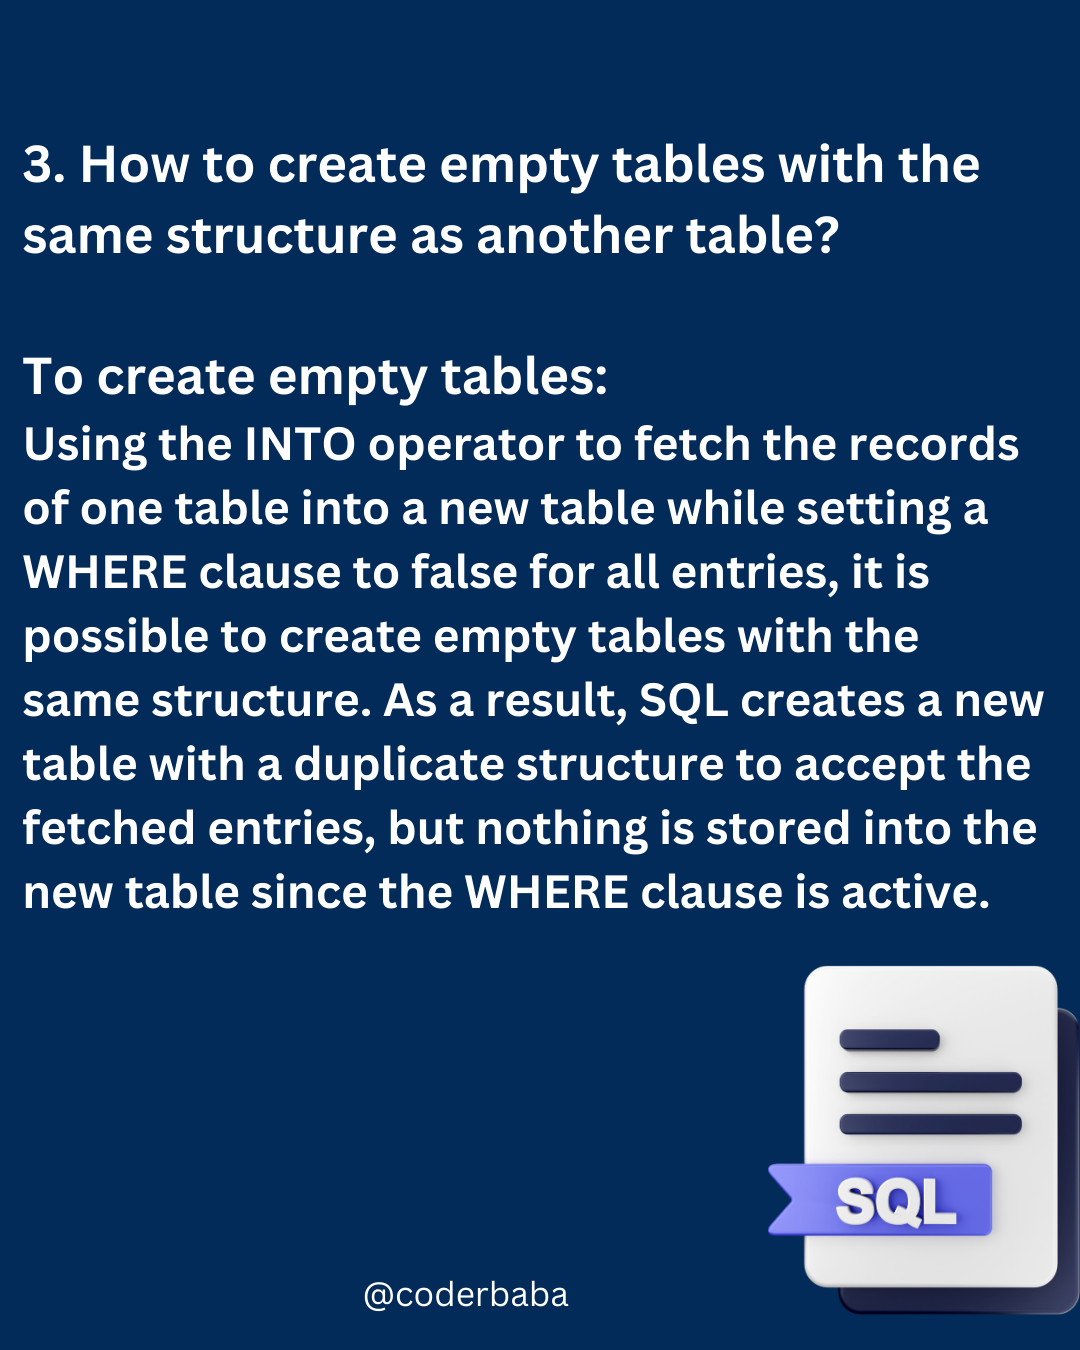 3. How to create empty tables with the
same structure as another table?
To create empty tables:
Using the INTO operator to fetch the records
of one table into a new table while setting a
WHERE clause to false for all entries, it is
possible to create empty tables with the
same structure. As a result, SQL creates a new
table with a duplicate structure to accept the
fetched entries, but nothing is stored into the
new table since the WHERE clause is active.
SQL
@coderbaba